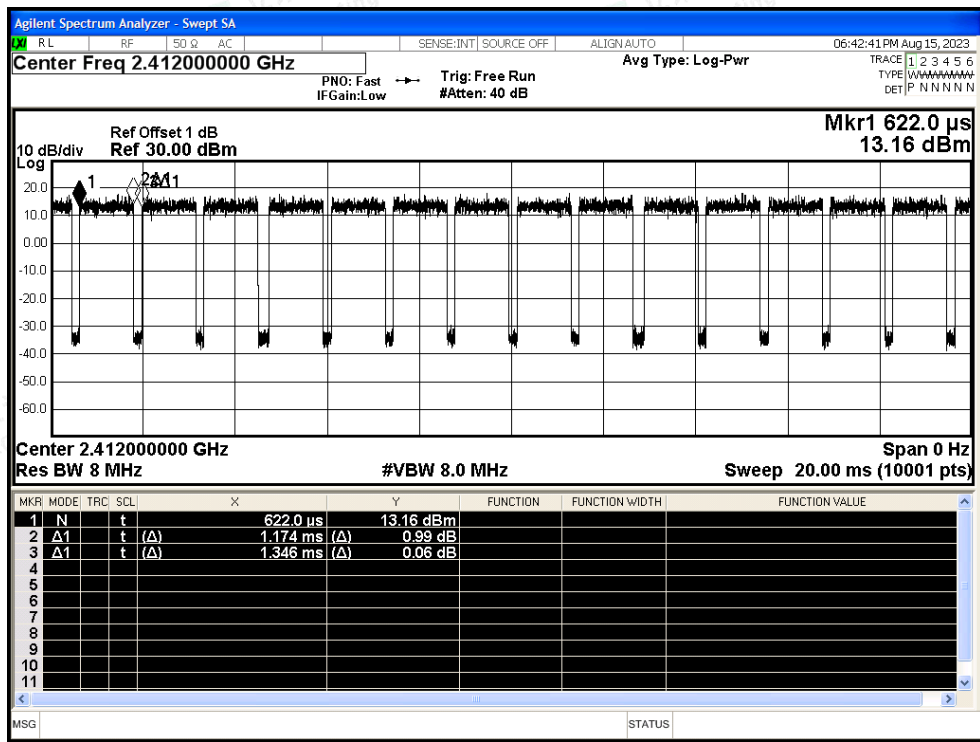 Agilent Spectrum Analyzer - Swept SA
LXI RL RF 50 Ω AC SENSE:INT SOURCE OFF ALIGN AUTO 06:42:41 PM Aug 15, 2023
Center Freq 2.412000000 GHz Avg Type: Log-Pwr TRACE 1 2 3 4 5 6
PNO: Fast Trig: Free Run TYPE
IFGain:Low #Atten: 40 dB DET P N N N N N
Mkr1 622.0 µs
Ref Offset 1 dB
10 dB/div Ref 30.00 dBm 13.16 dBm
Log
20.0
10.0
0.00
-10.0
-20.0
-30.0
-40.0
-50.0
-60.0
1
Center 2.412000000 GHz Span 0 Hz
Res BW 8 MHz #VBW 8.0 MHz Sweep 20.00 ms (10001 pts)
MKR MODE TRC SCL X Y FUNCTION FUNCTION WIDTH FUNCTION VALUE
1 N t 622.0 µs 13.16 dBm
2 Δ1 t (Δ) 1.174 ms (Δ) 0.99 dB
3 Δ1 t (Δ) 1.346 ms (Δ) 0.06 dB
4
5
6
7
8
9
10
11
MSG STATUS